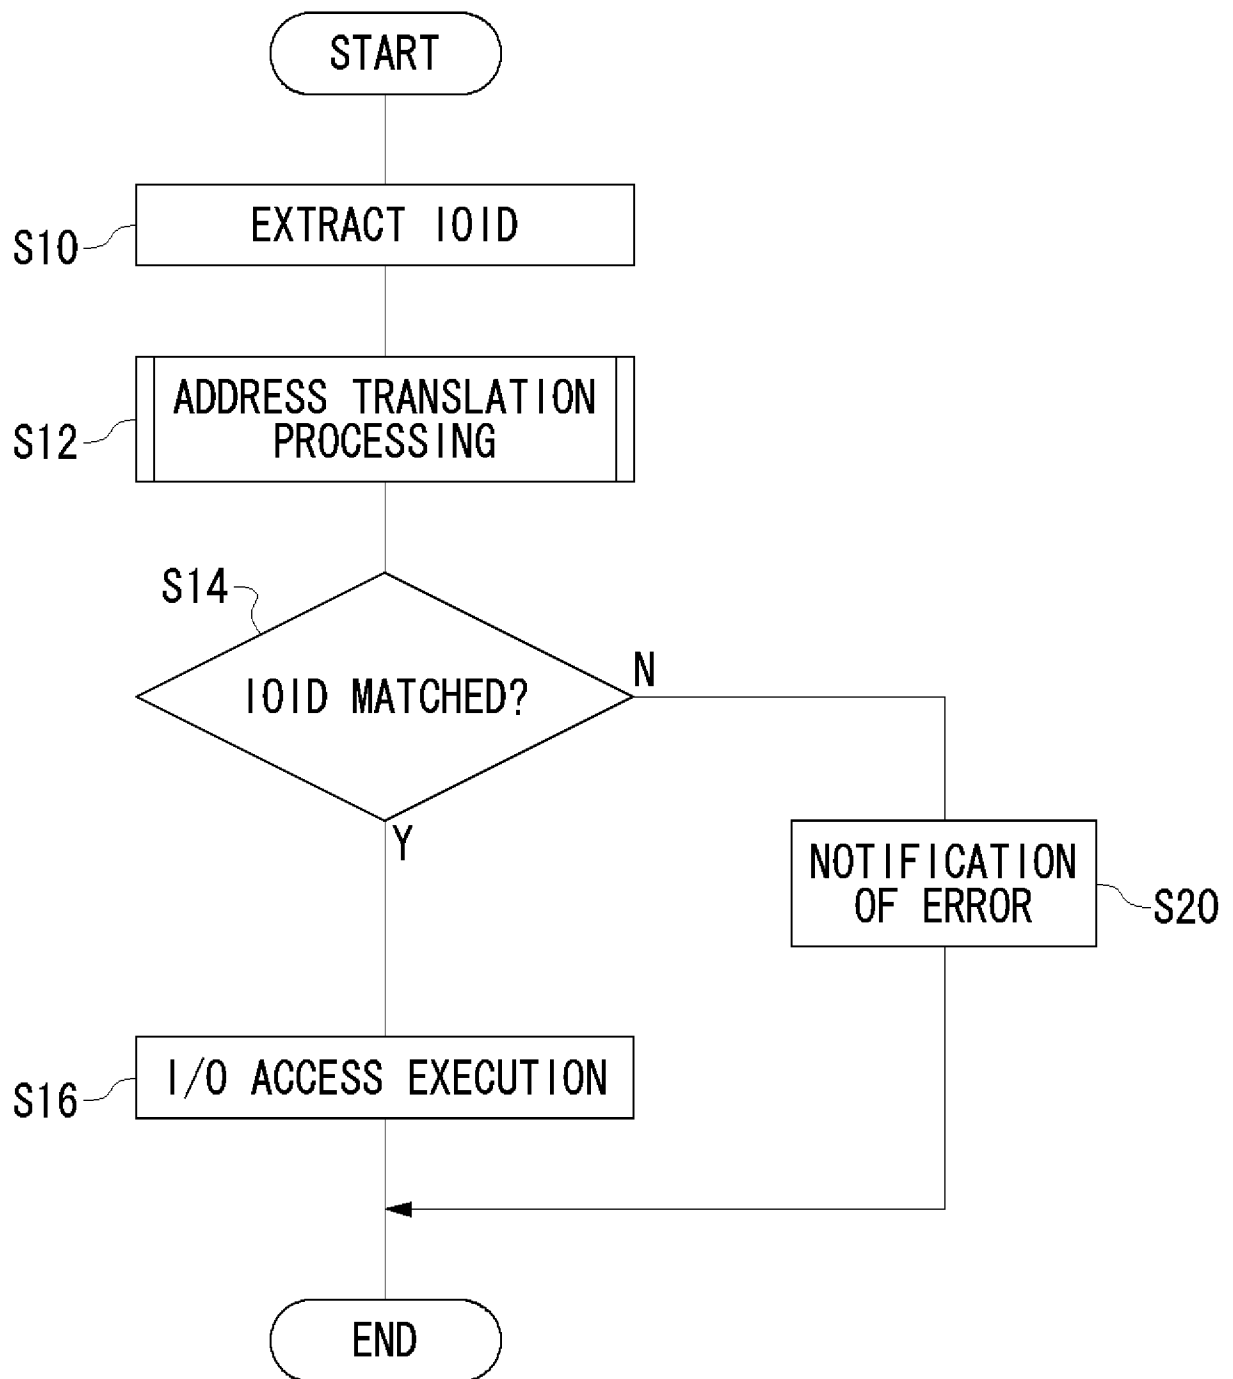 START
S10
EXTRACT IOID
S12
ADDRESS TRANSLATION
PROCESSING
S14
IOID MATCHED?
N
Y
NOTIFICATION
OF ERROR
S20
S16
I/O ACCESS EXECUTION
END